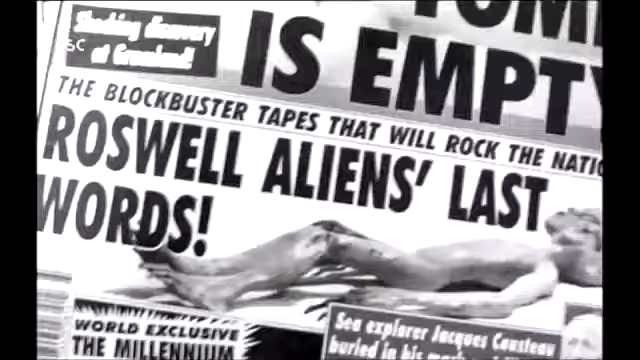 Shocking discovery
at Graceland!
IS EMPTY
THE BLOCKBUSTER TAPES THAT WILL ROCK THE NATIO
ROSWELL ALIENS' LAST
WORDS!
WORLD EXCLUSIVE
THE MILLENNIUM
Sea explorer Jacques Cousteau
buried in his